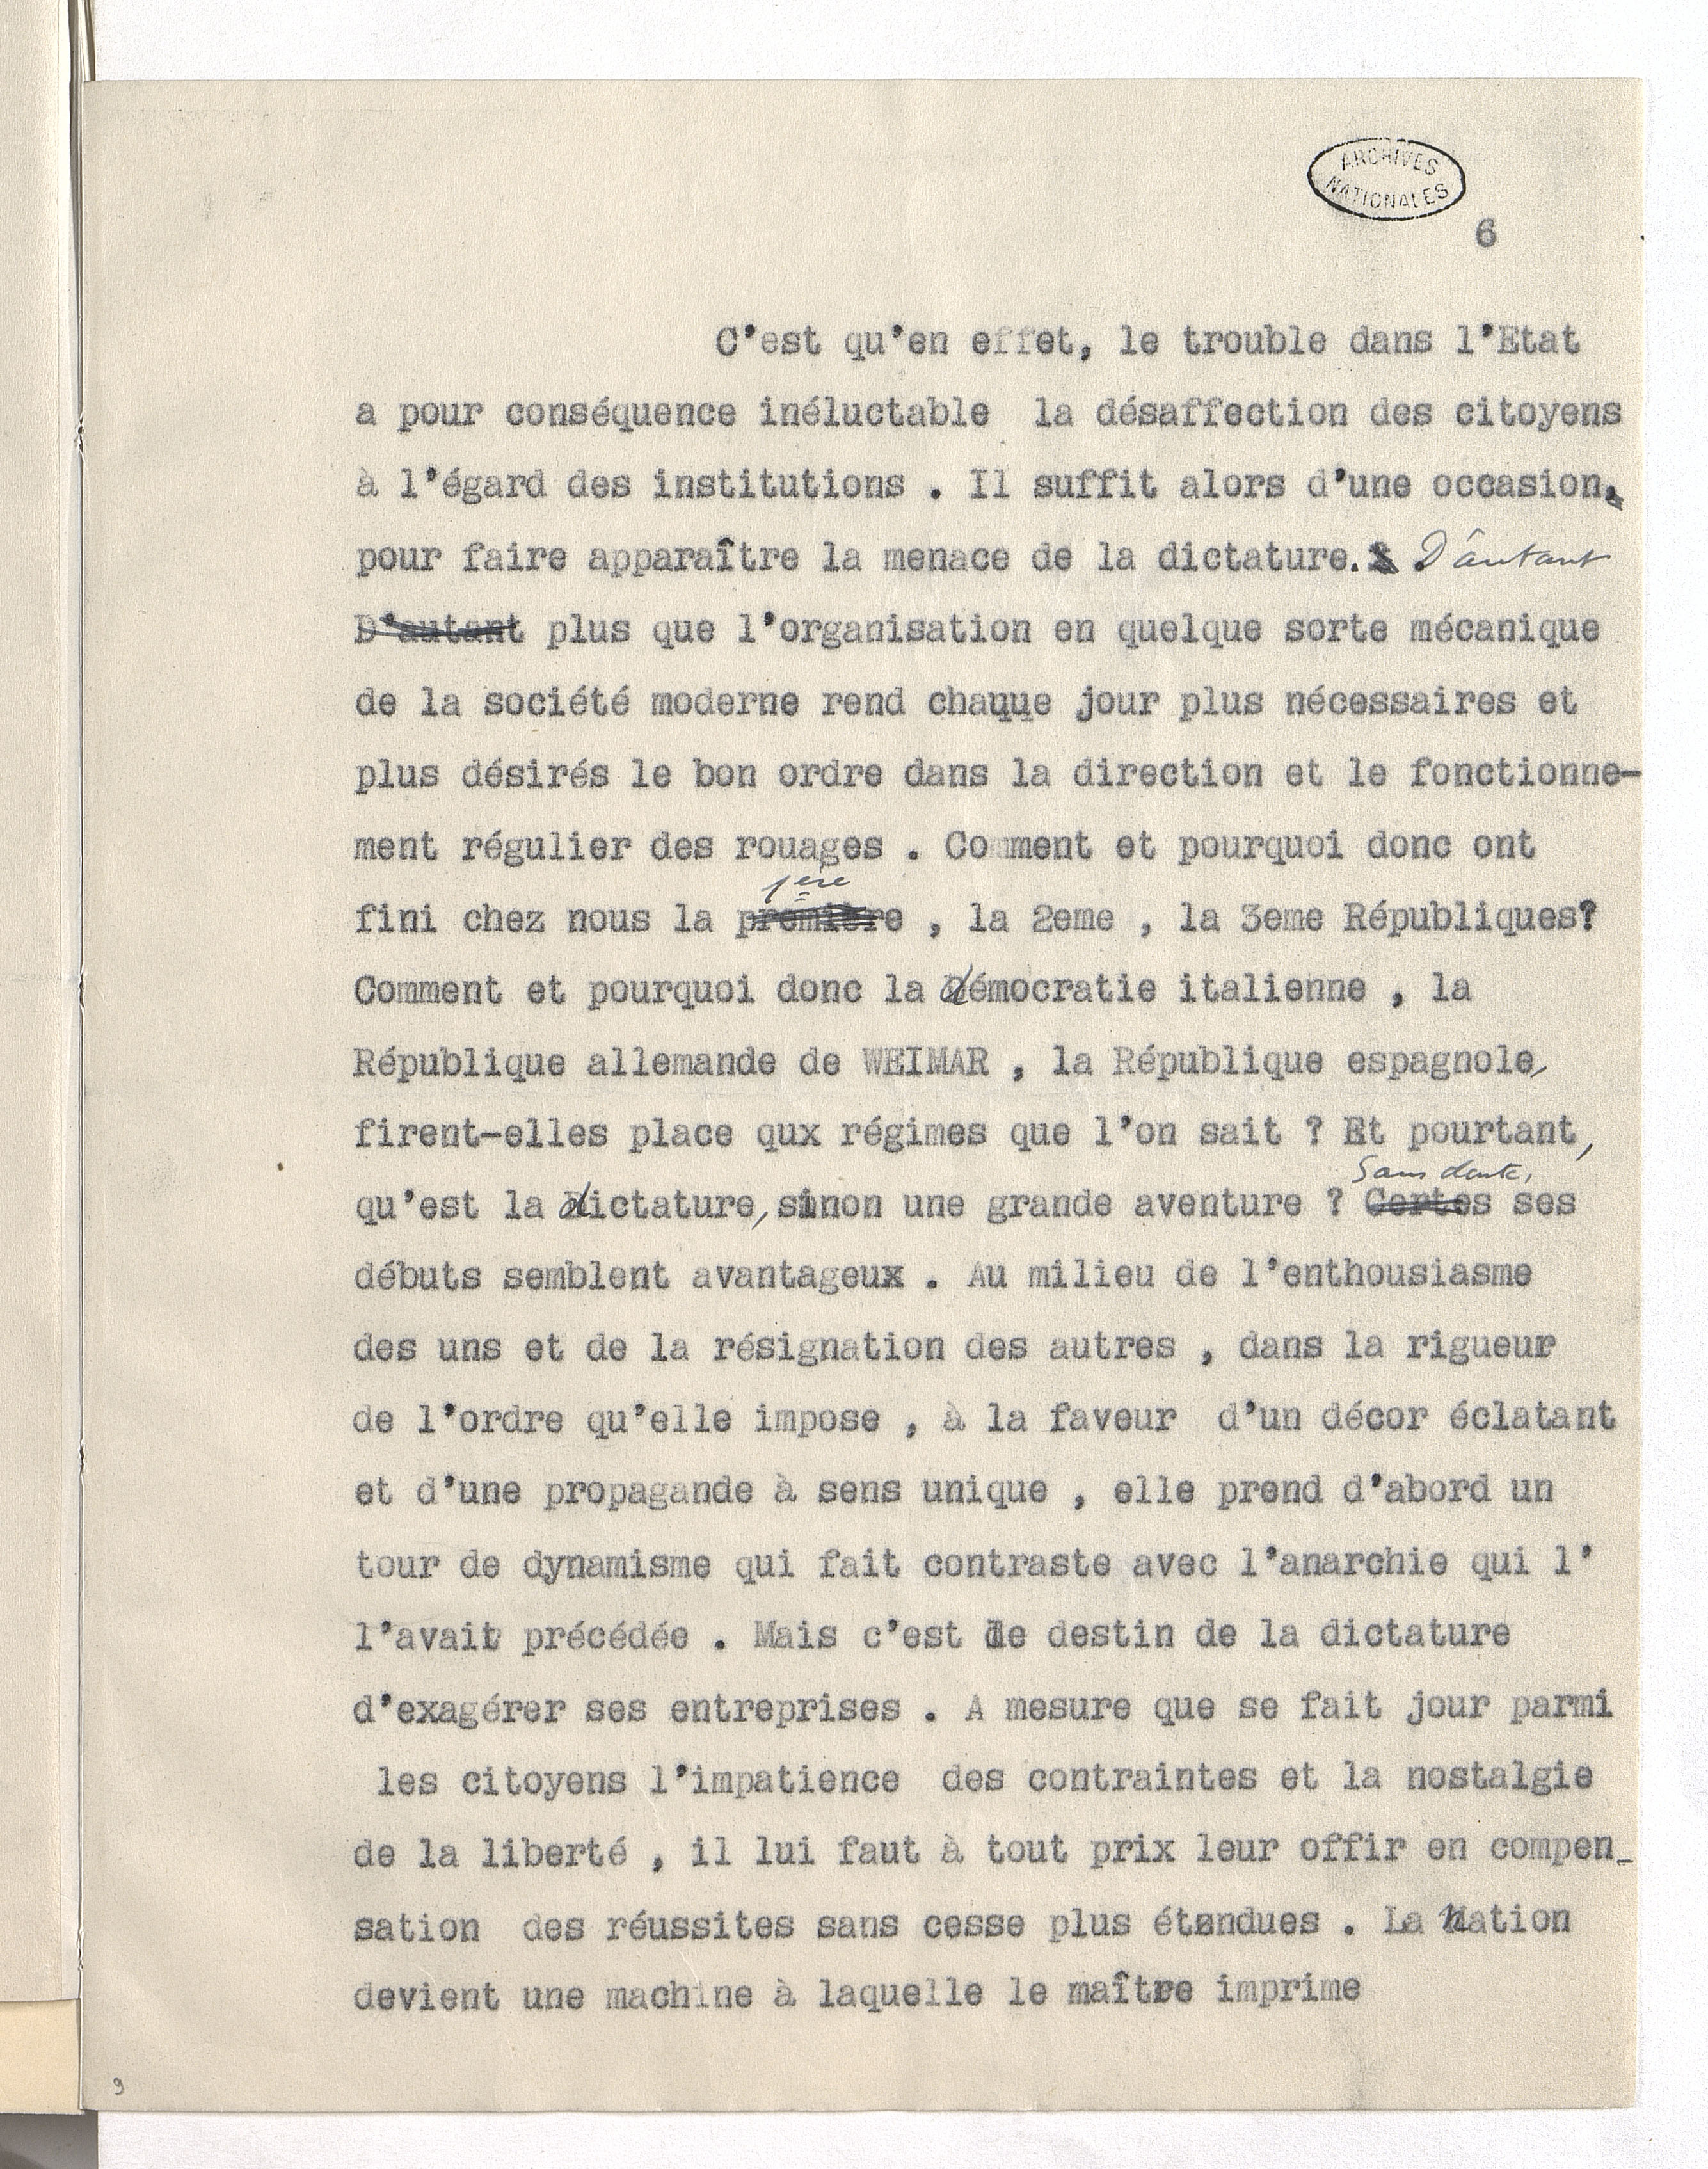 ARCHIVES
NATIONALES
6
C'est qu'en effet, le trouble dans l'Etat
a pour conséquence inéluctable la désaffection des citoyens
à l'égard des institutions . Il suffit alors d'une occasion
pour faire apparaître la menace de la dictature. D'autant
D'autant plus que l'organisation en quelque sorte mécanique
de la société moderne rend chaque jour plus nécessaires et
plus désirés le bon ordre dans la direction et le fonctionne-
ment régulier des rouages . Comment et pourquoi donc ont
1ère
fini chez nous la première , la 2eme , la 3eme Républiques?
Comment et pourquoi donc la démocratie italienne , la
République allemande de WEIMAR , la République espagnole,
firent-elles place qux régimes que l'on sait ? Et pourtant,
Sans doute,
qu'est la dictature, sinon une grande aventure ? Certes ses
débuts semblent avantageux . Au milieu de l'enthousiasme
des uns et de la résignation des autres , dans la rigueur
de l'ordre qu'elle impose , à la faveur d'un décor éclatant
et d'une propagande à sens unique , elle prend d'abord un
tour de dynamisme qui fait contraste avec l'anarchie qui l'
l'avait précédée . Mais c'est le destin de la dictature
d'exagérer ses entreprises . A mesure que se fait jour parmi
les citoyens l'impatience des contraintes et la nostalgie
de la liberté , il lui faut à tout prix leur offir en compen_
sation des réussites sans cesse plus étendues . La nation
devient une machine à laquelle le maître imprime
9